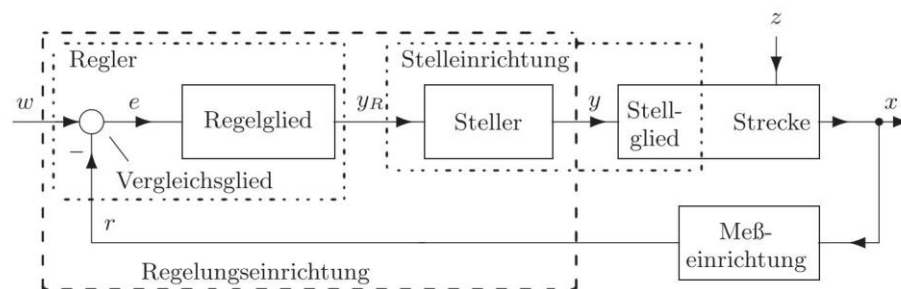 z
Regler
Stelleinrichtung
w
e
Regelglied
y_R
Steller
y
Stell-
glied
Strecke
x
−
Vergleichsglied
r
Meß-
einrichtung
Regelungseinrichtung